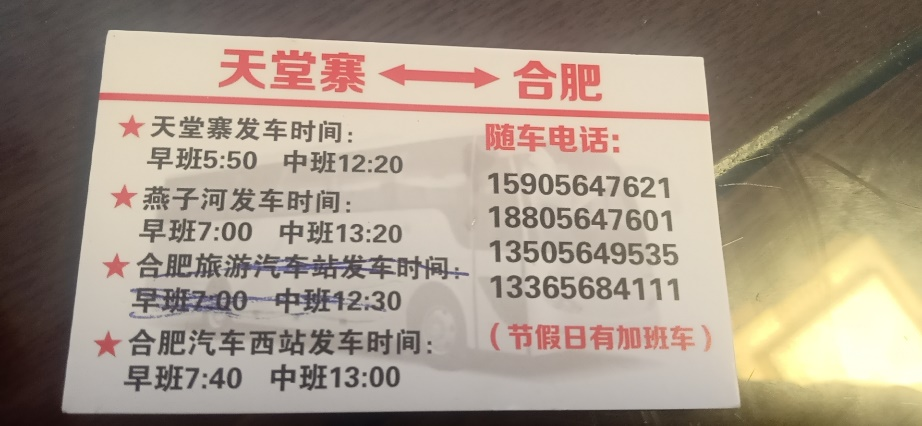 天堂寨 ←→ 合肥
★天堂寨发车时间：
早班5:50 中班12:20
★燕子河发车时间：
早班7:00 中班13:20
★合肥旅游汽车站发车时间：
早班7:00 中班12:30
★合肥汽车西站发车时间：
早班7:40 中班13:00
随车电话：
15905647621
18805647601
13505649535
13365684111
（节假日有加班车）